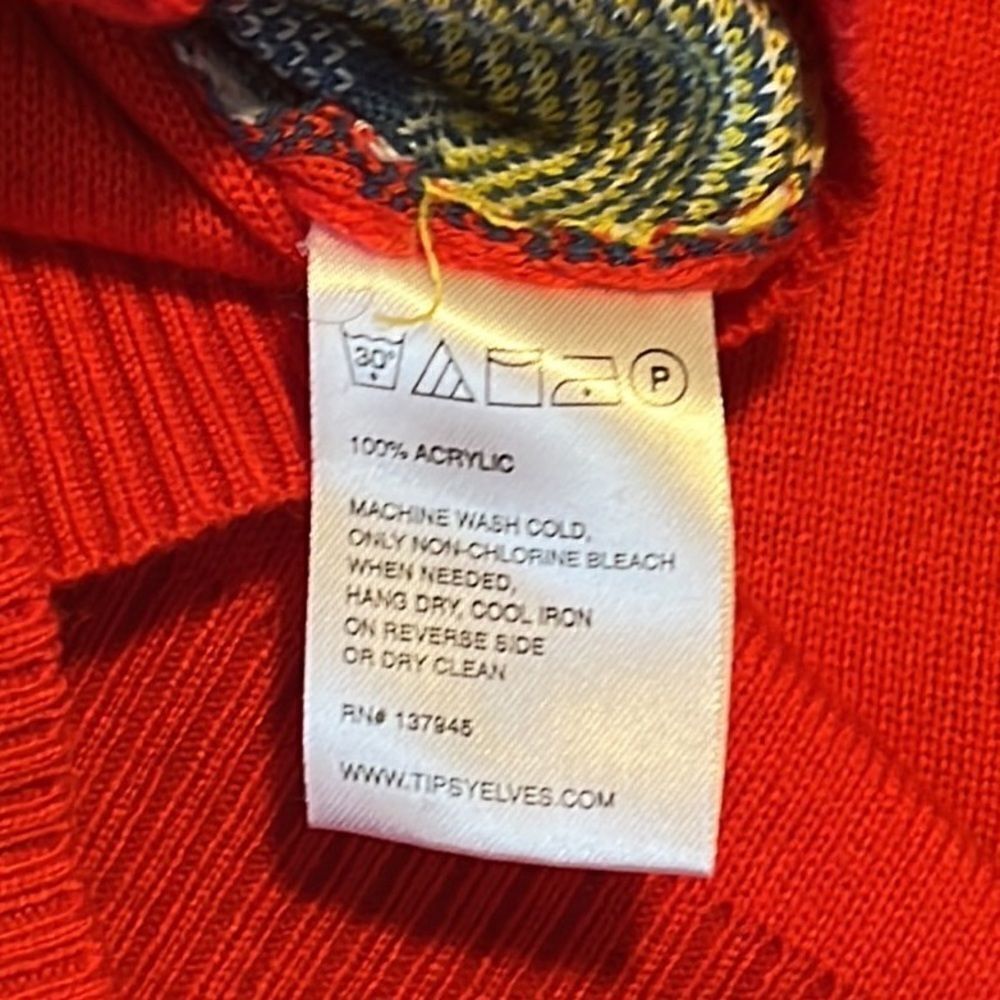 30° P
100% ACRYLIC
MACHINE WASH COLD,
ONLY NON-CHLORINE BLEACH
WHEN NEEDED,
HANG DRY, COOL IRON
ON REVERSE SIDE
OR DRY CLEAN
RN# 137945
WWW.TIPSYELVES.COM